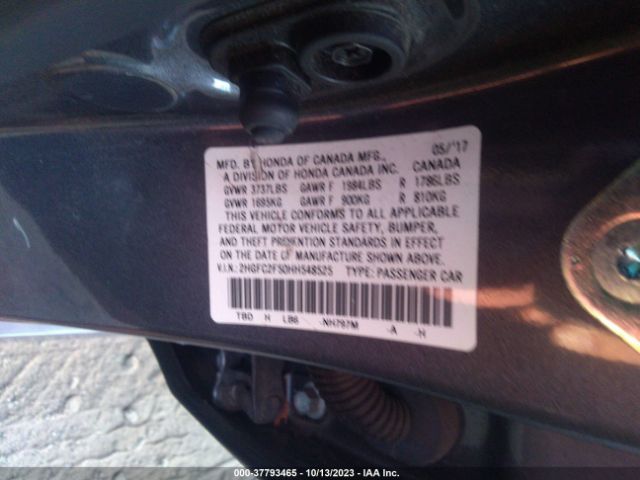 MFD. BY HONDA OF CANADA MFG., 05/'17
A DIVISION OF HONDA CANADA INC. CANADA
GVWR 3737LBS GAWR F 1984LBS R 1786LBS
GVWR 1695KG GAWR F 900KG R 810KG
THIS VEHICLE CONFORMS TO ALL APPLICABLE
FEDERAL MOTOR VEHICLE SAFETY, BUMPER,
AND THEFT PREVENTION STANDARDS IN EFFECT
ON THE DATE OF MANUFACTURE SHOWN ABOVE.
V.I.N.: 2HGFC2F50HH548525 TYPE: PASSENGER CAR
TBD H LB6 -NH797M -A -H
000-37793465 - 10/13/2023 - IAA Inc.